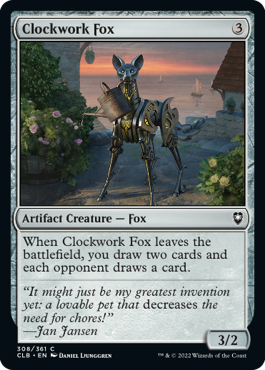 Clockwork Fox 3
Artifact Creature — Fox
When Clockwork Fox leaves the
battlefield, you draw two cards and
each opponent draws a card.
"It might just be my greatest invention
yet: a lovable pet that decreases the
need for chores!"
—Jan Jansen
3/2
308/361 C
CLB • EN Daniel Ljunggren
™ & © 2022 Wizards of the Coast